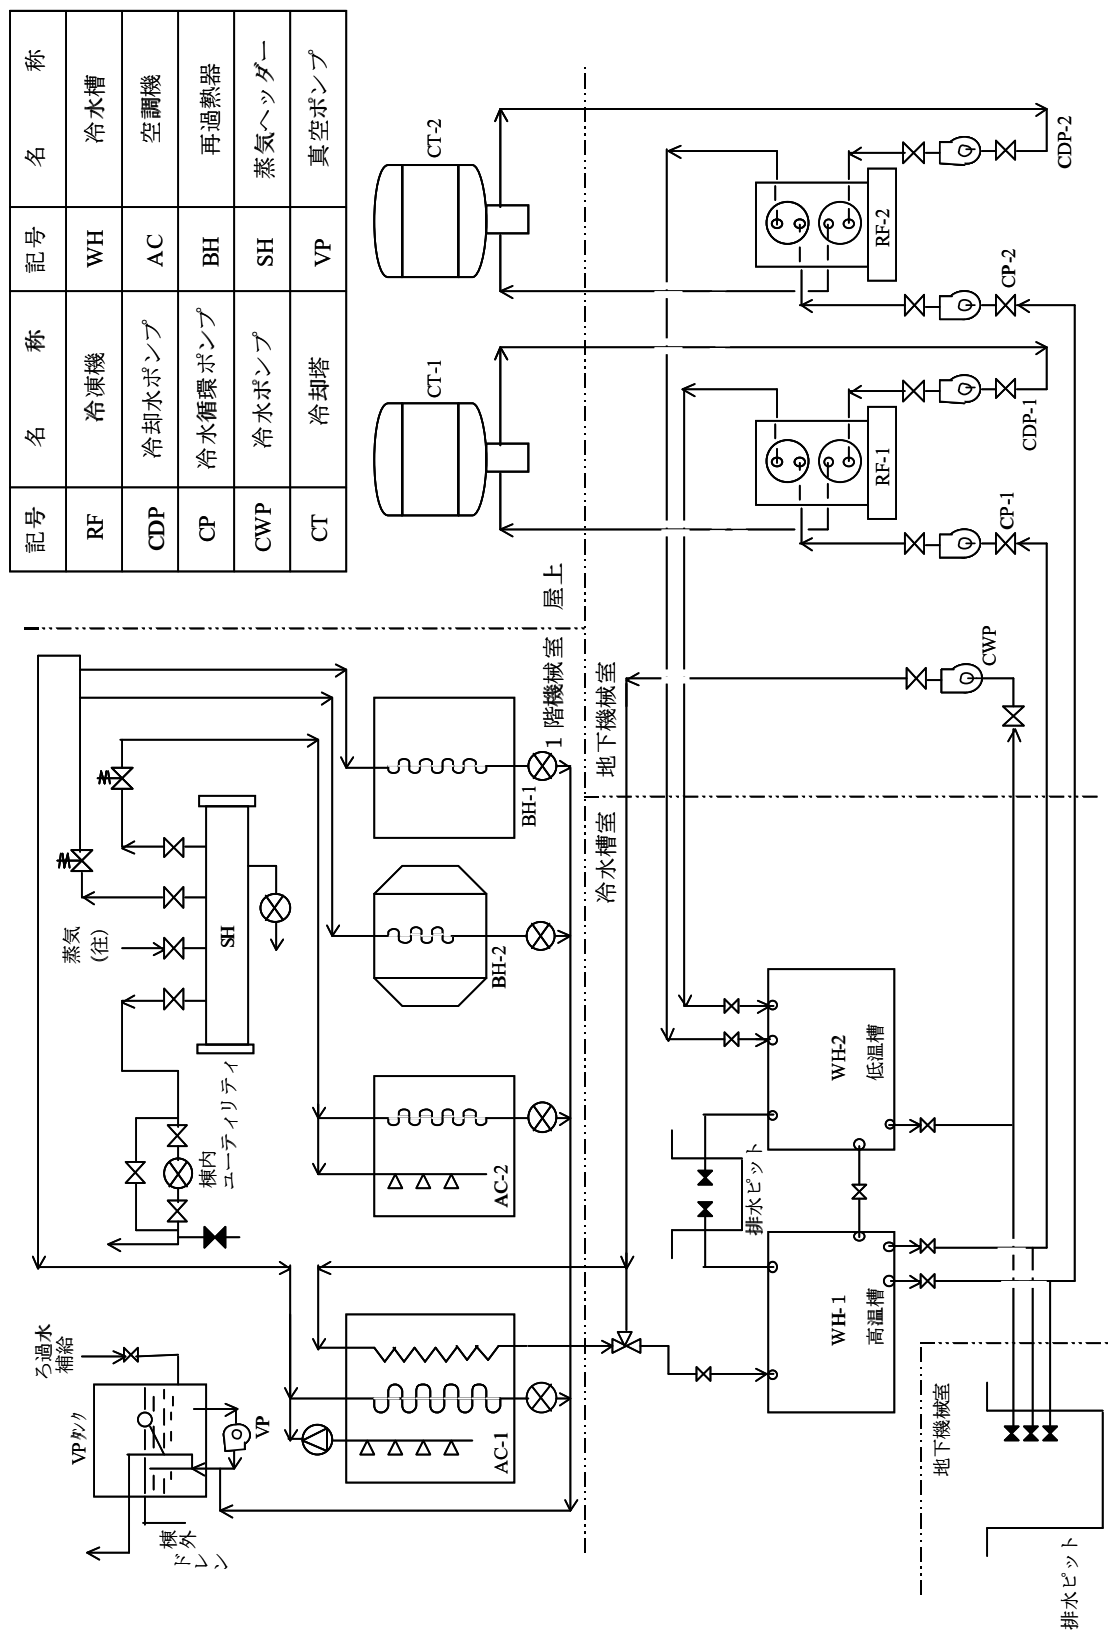 記号 名 称 記号 名 称
RF 冷凍機 WH 冷水槽
CDP 冷却水ポンプ AC 空調機
CP 冷水循環ポンプ BH 再過熱器
CWP 冷水ポンプ SH 蒸気ヘッダー
CT 冷却塔 VP 真空ポンプ
ろ過水
補給
VPタンク
VP
棟外
ドレン
棟内
ユーティリティ
蒸気
(往)
SH
AC-1
AC-2
BH-2
BH-1
1 階機械室
屋上
CT-1
CT-2
冷水槽室
地下機械室
排水ピット
WH-1
高温槽
WH-2
低温槽
CWP
CP-1
RF-1
CDP-1
CP-2
RF-2
CDP-2
地下機械室
排水ピット